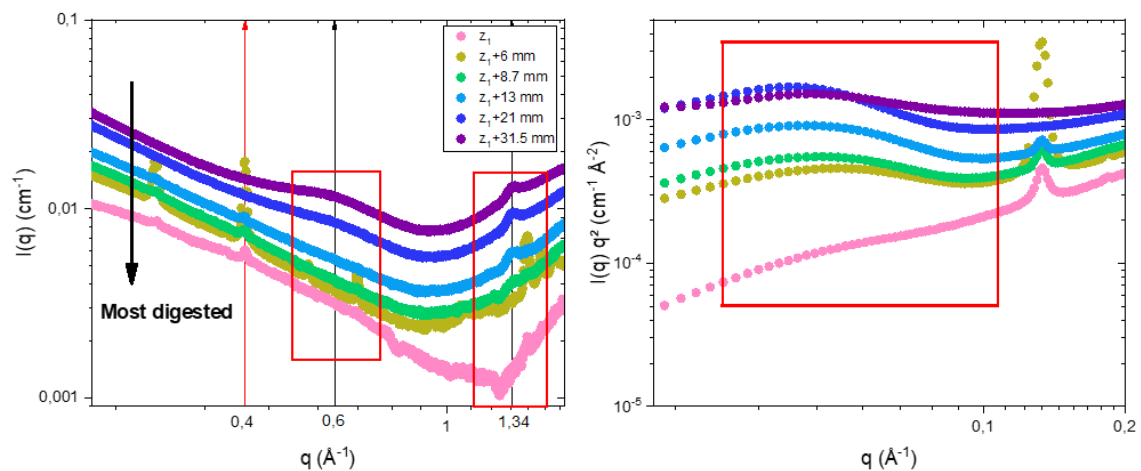 0,1
0,01
0,001
I(q) (cm⁻¹)
z₁
z₁+6 mm
z₁+8.7 mm
z₁+13 mm
z₁+21 mm
z₁+31.5 mm
Most digested
0,4
0,6
1
1,34
q (Å⁻¹)
10⁻³
10⁻⁴
10⁻⁵
I(q) q² (cm⁻¹ Å⁻²)
0,1
0,2
q (Å⁻¹)